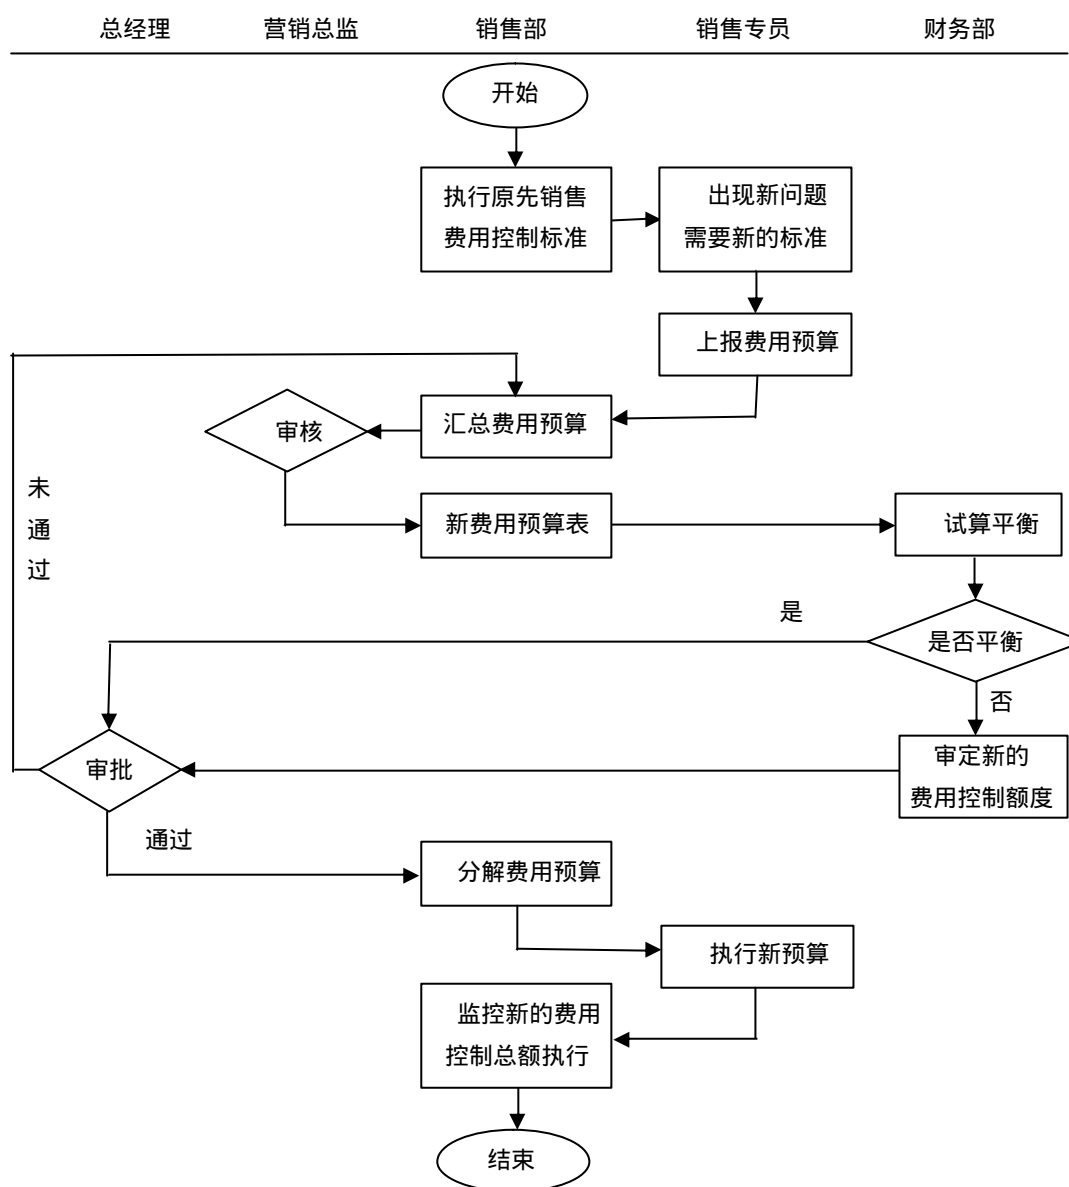 总经理
营销总监
销售部
销售专员
财务部
开始
执行原先销售
费用控制标准
出现新问题
需要新的标准
上报费用预算
汇总费用预算
审核
未
通
过
新费用预算表
试算平衡
是
是否平衡
否
审定新的
费用控制额度
审批
通过
分解费用预算
执行新预算
监控新的费用
控制总额执行
结束